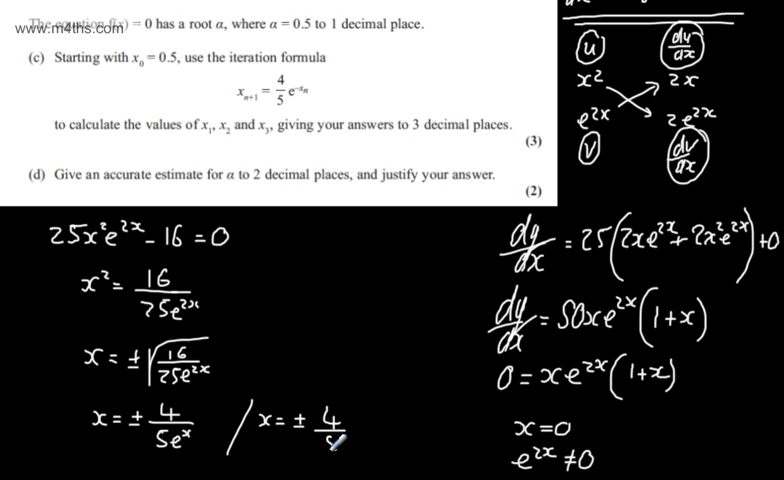 The equation f(x) = 0 has a root α, where α = 0.5 to 1 decimal place.
www.m4ths.com
(c) Starting with x₀ = 0.5, use the iteration formula
xₙ₊₁ = 4/5 e^(-xₙ)
to calculate the values of x₁, x₂ and x₃, giving your answers to 3 decimal places.
(3)
(d) Give an accurate estimate for α to 2 decimal places, and justify your answer.
(2)
u dy/dx
x² 2x
e^(2x) 2e^(2x)
V dv/dx
25x²e^(2x) - 16 = 0
x² = 16/25e^(2x)
x = ±√(16/25e^(2x))
x = ± 4/5e^x / x = ± 4/5
dy/dx = 25(2xe^(2x) + 2x²e^(2x)) + 0
dy/dx = 50xe^(2x)(1+x)
0 = xe^(2x)(1+x)
x = 0
e^(2x) ≠ 0